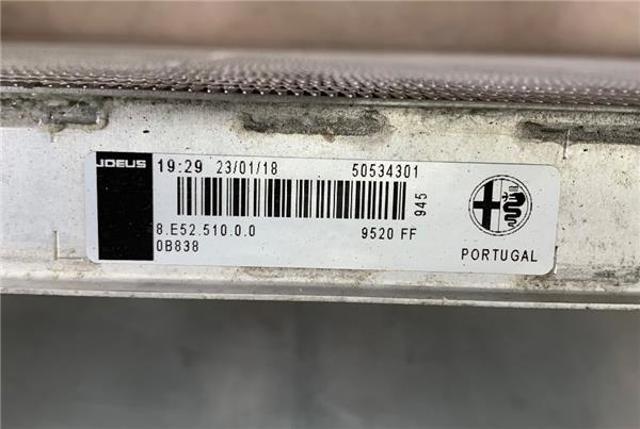 JDEUS
19:29 23/01/18 50534301
945
8.E52.510.0.0 9520 FF
0B838
PORTUGAL